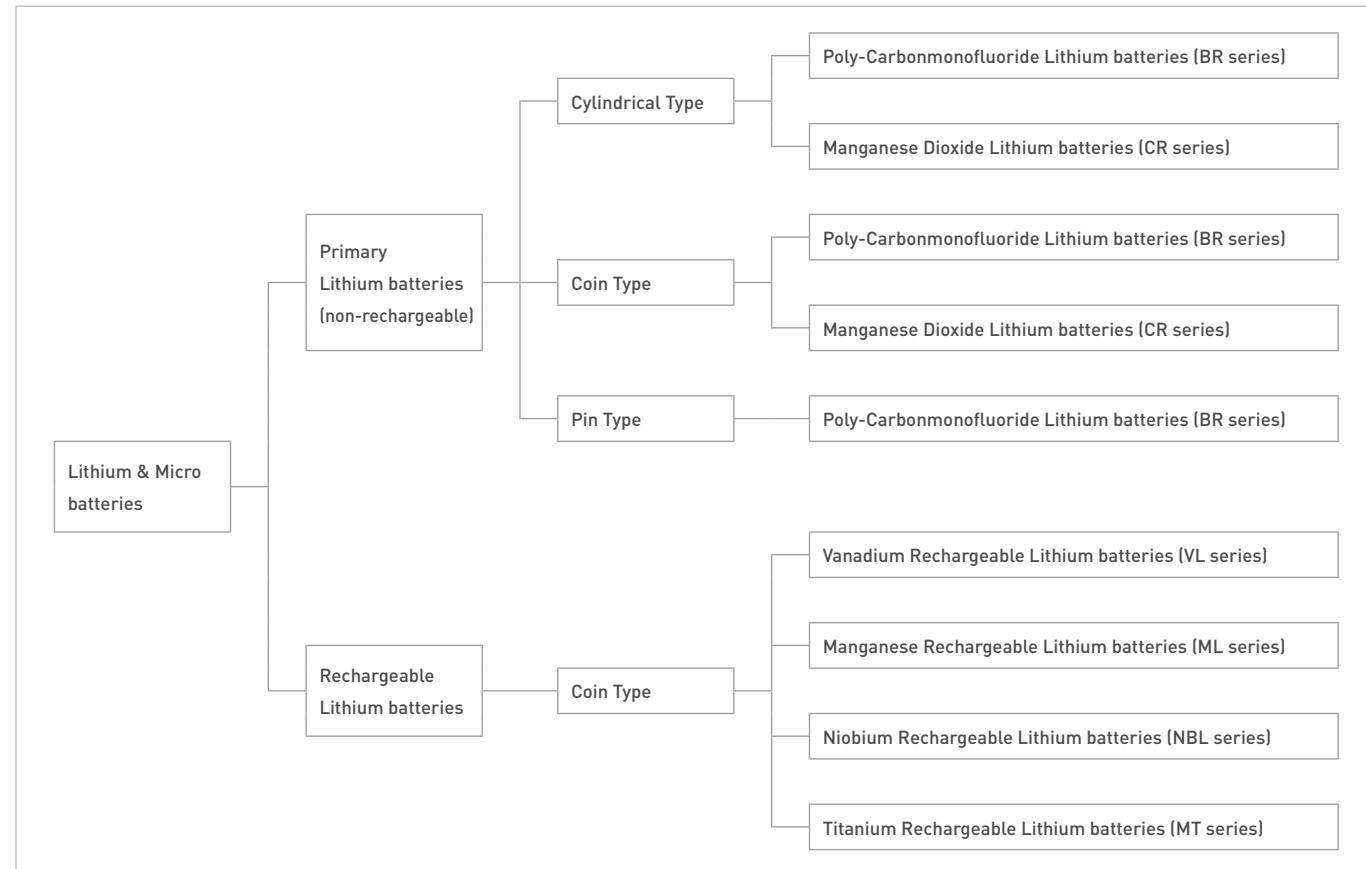 Lithium & Micro
batteries
Primary
Lithium batteries
(non-rechargeable)
Cylindrical Type
Poly-Carbonmonofluoride Lithium batteries (BR series)
Manganese Dioxide Lithium batteries (CR series)
Coin Type
Poly-Carbonmonofluoride Lithium batteries (BR series)
Manganese Dioxide Lithium batteries (CR series)
Pin Type
Poly-Carbonmonofluoride Lithium batteries (BR series)
Rechargeable
Lithium batteries
Coin Type
Vanadium Rechargeable Lithium batteries (VL series)
Manganese Rechargeable Lithium batteries (ML series)
Niobium Rechargeable Lithium batteries (NBL series)
Titanium Rechargeable Lithium batteries (MT series)